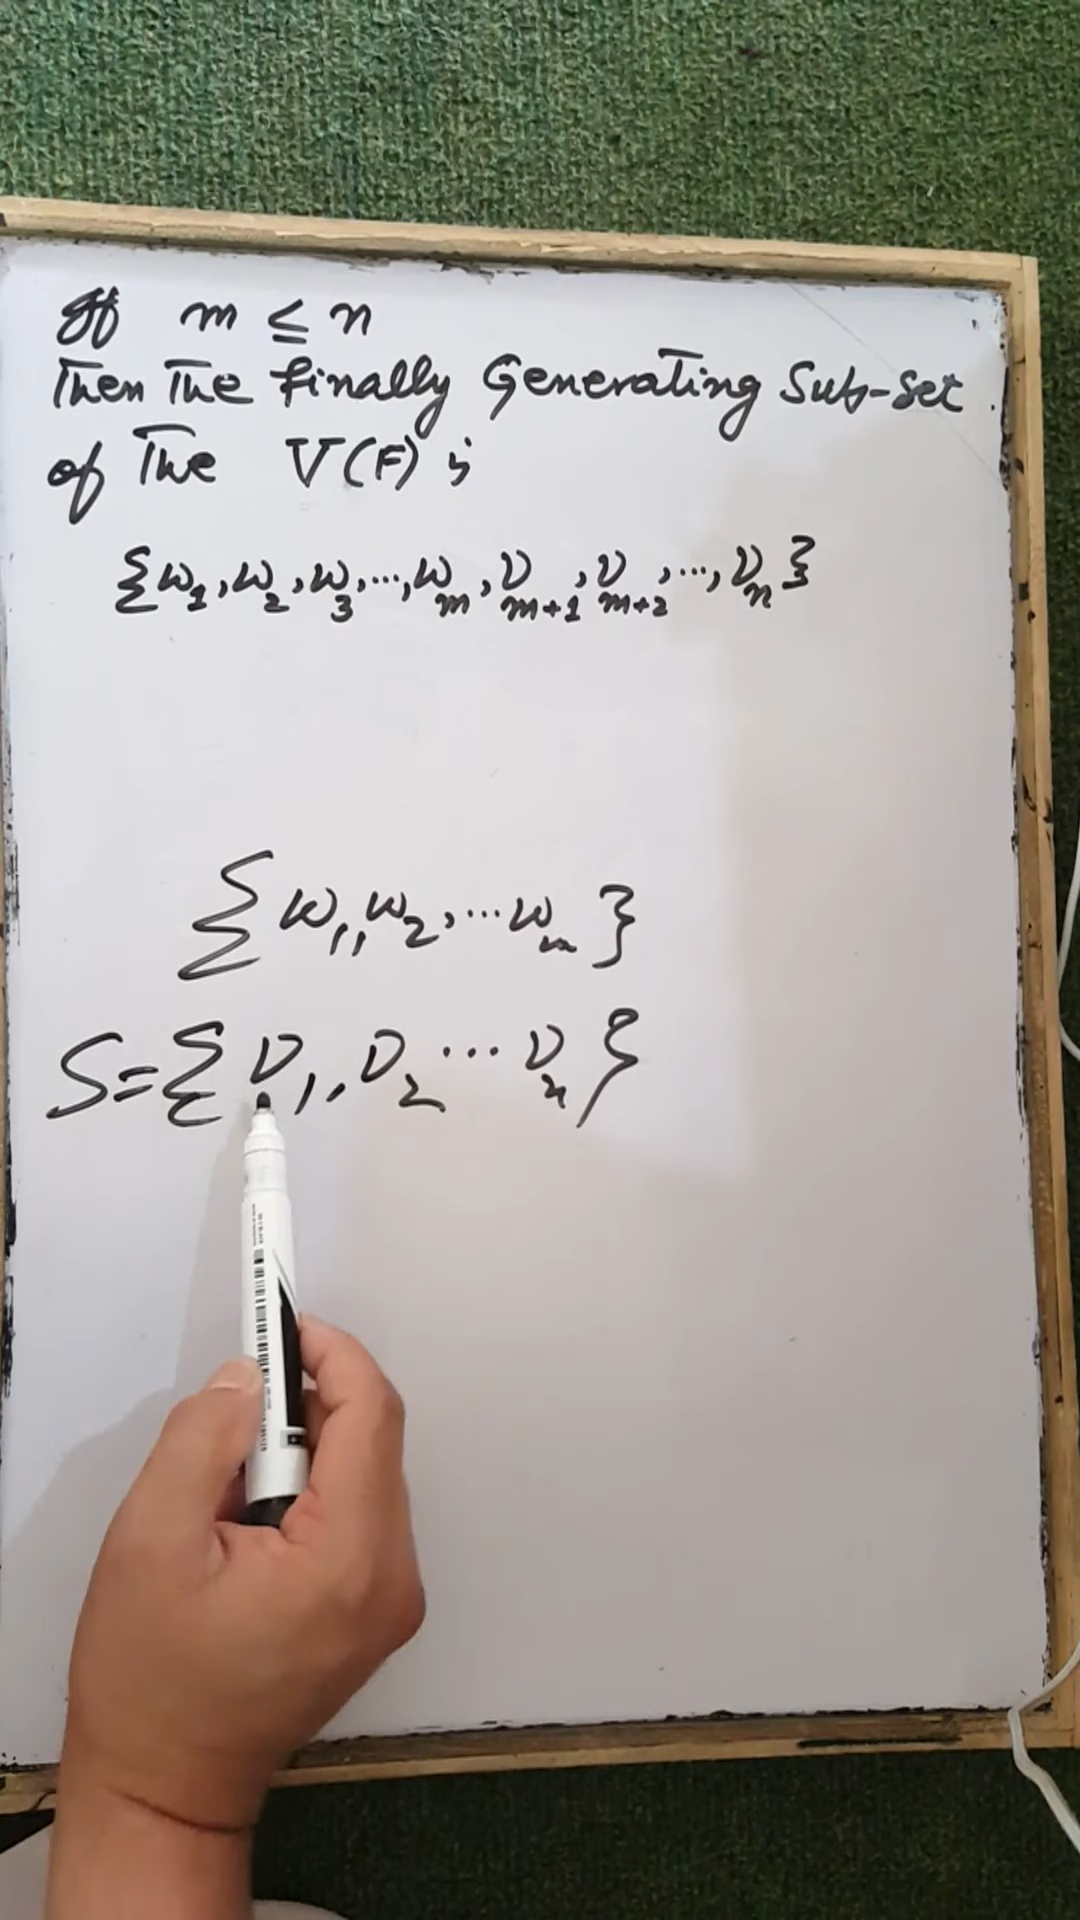 If m ≤ n
Then The finally Generating Sub-set
of The V(F) is
{w₁, w₂, w₃, ..., wₘ, vₘ₊₁, vₘ₊₂, ..., vₙ}
{w₁, w₂, ... wₘ}
S = {v₁, v₂ ... vₙ}